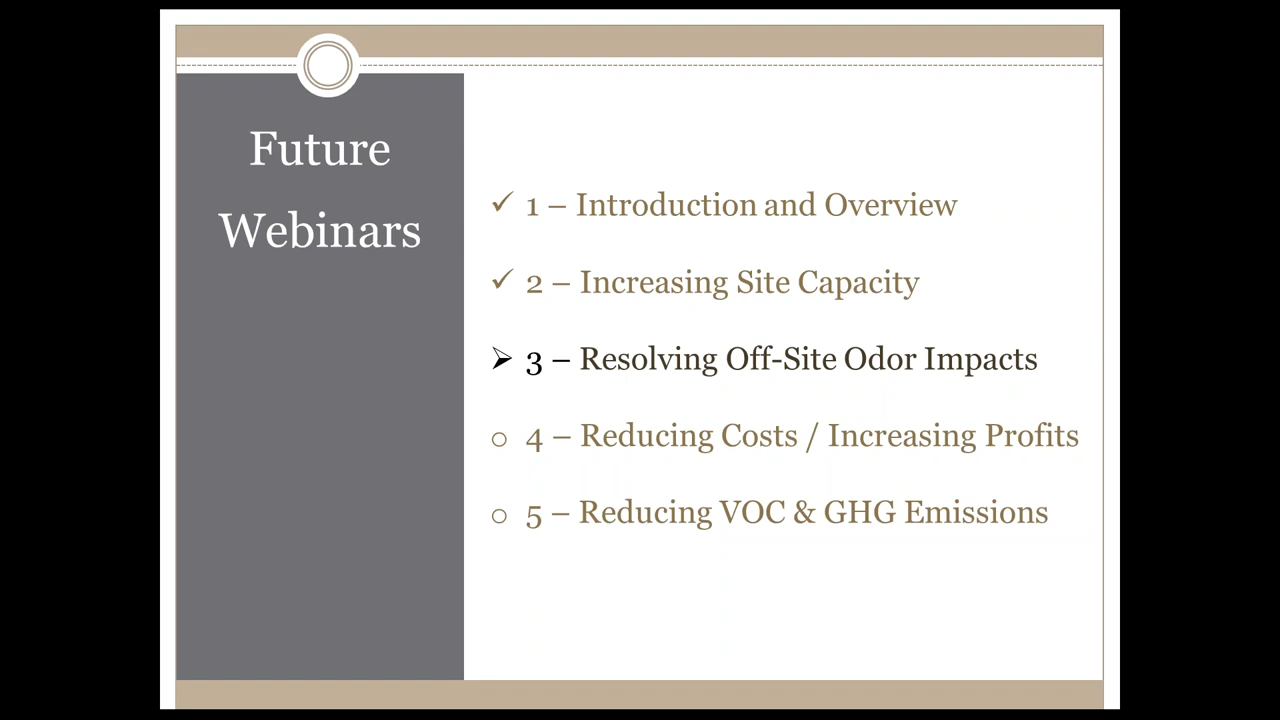 Future
Webinars
✓ 1 – Introduction and Overview
✓ 2 – Increasing Site Capacity
➢ 3 – Resolving Off-Site Odor Impacts
o 4 – Reducing Costs / Increasing Profits
o 5 – Reducing VOC & GHG Emissions